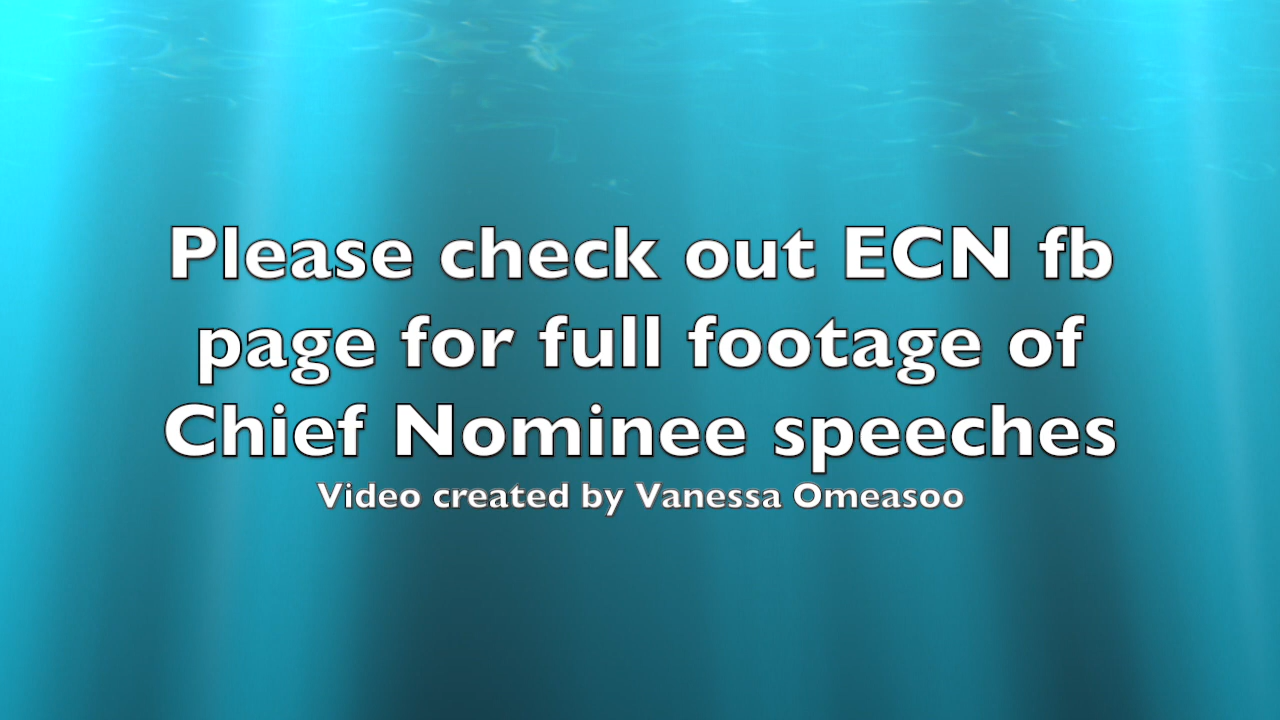 Please check out ECN fb
page for full footage of
Chief Nominee speeches
Video created by Vanessa Omeasoo